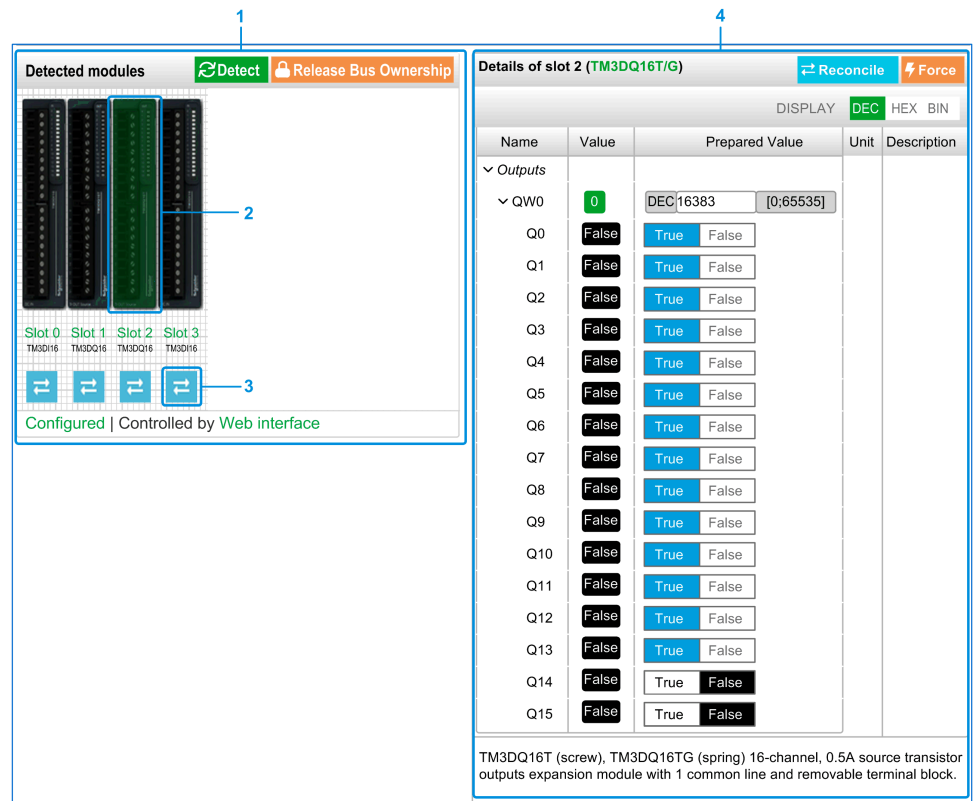 1
4
Detected modules
Detect
Release Bus Ownership
Slot 0 Slot 1 Slot 2 Slot 3
TM3DI16 TM3DQ16 TM3DQ16 TM3DI16
2
3
Configured | Controlled by Web interface
Details of slot 2 (TM3DQ16T/G)
Reconcile
Force
DISPLAY DEC HEX BIN
Name Value Prepared Value Unit Description
Outputs
QW0 0 DEC 16383 [0;65535]
Q0 False True False
Q1 False True False
Q2 False True False
Q3 False True False
Q4 False True False
Q5 False True False
Q6 False True False
Q7 False True False
Q8 False True False
Q9 False True False
Q10 False True False
Q11 False True False
Q12 False True False
Q13 False True False
Q14 False True False
Q15 False True False
TM3DQ16T (screw), TM3DQ16TG (spring) 16-channel, 0.5A source transistor
outputs expansion module with 1 common line and removable terminal block.